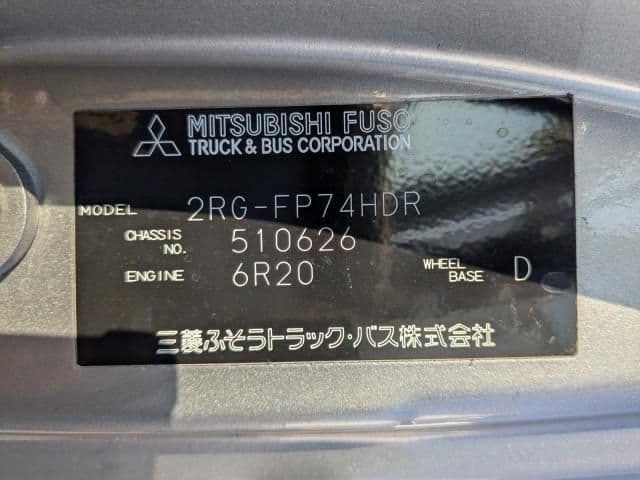 MITSUBISHI FUSO
TRUCK & BUS CORPORATION
MODEL 2RG-FP74HDR
CHASSIS NO. 510626
ENGINE 6R20 WHEEL BASE D
三菱ふそうトラック・バス株式会社